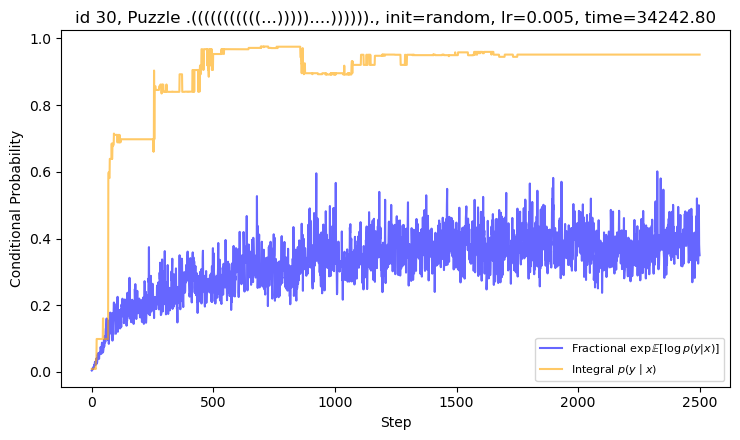 id 30, Puzzle .(((((((((((...)))))....))))))., init=random, lr=0.005, time=34242.80
1.0
0.8
0.6
0.4
0.2
0.0
Conditional Probability
0
500
1000
1500
2000
2500
Step
Fractional exp𝔼[log p(y|x)]
Integral p(y | x)